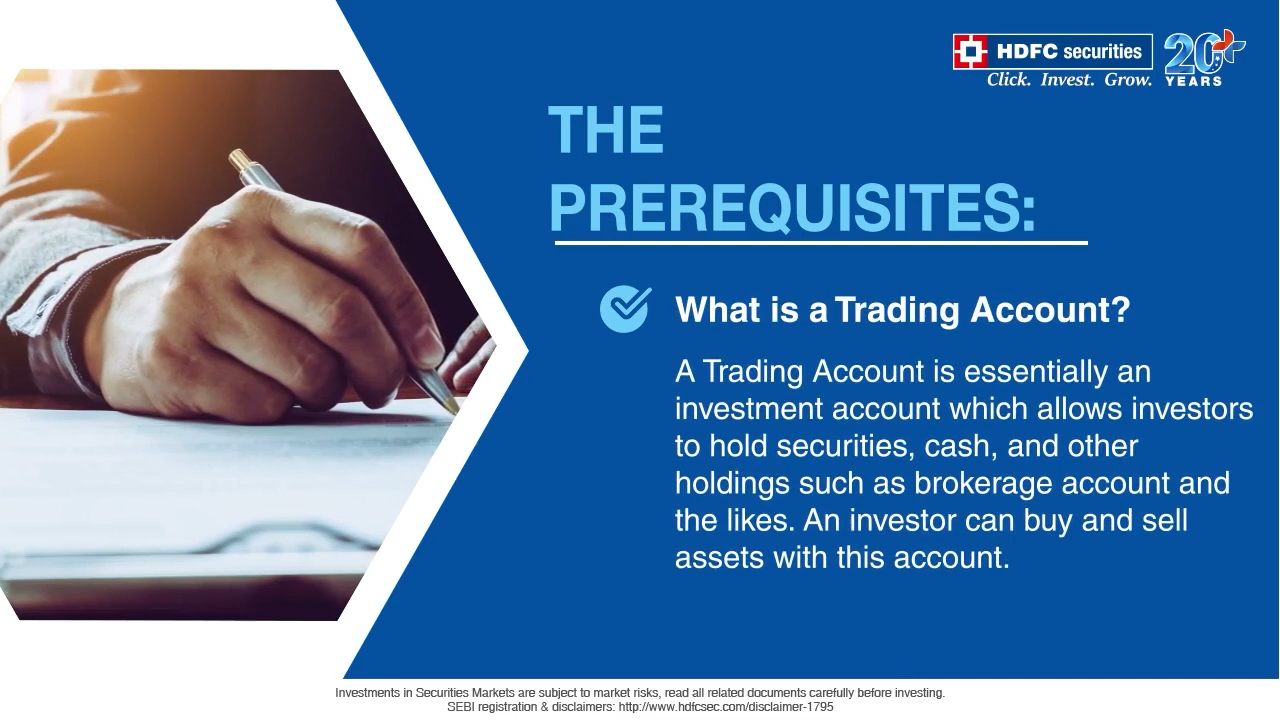 HDFC securities
Click. Invest. Grow.
20+
YEARS
THE
PREREQUISITES:
What is a Trading Account?
A Trading Account is essentially an
investment account which allows investors
to hold securities, cash, and other
holdings such as brokerage account and
the likes. An investor can buy and sell
assets with this account.
Investments in Securities Markets are subject to market risks, read all related documents carefully before investing.
SEBI registration & disclaimers: http://www.hdfcsec.com/disclaimer-1795